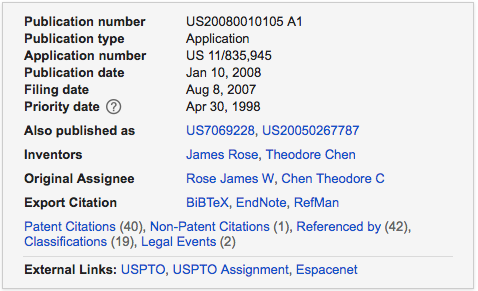 Publication number US20080010105 A1
Publication type Application
Application number US 11/835,945
Publication date Jan 10, 2008
Filing date Aug 8, 2007
Priority date ? Apr 30, 1998
Also published as US7069228, US20050267787
Inventors James Rose, Theodore Chen
Original Assignee Rose James W, Chen Theodore C
Export Citation BiBTeX, EndNote, RefMan
Patent Citations (40), Non-Patent Citations (1), Referenced by (42),
Classifications (19), Legal Events (2)
External Links: USPTO, USPTO Assignment, Espacenet